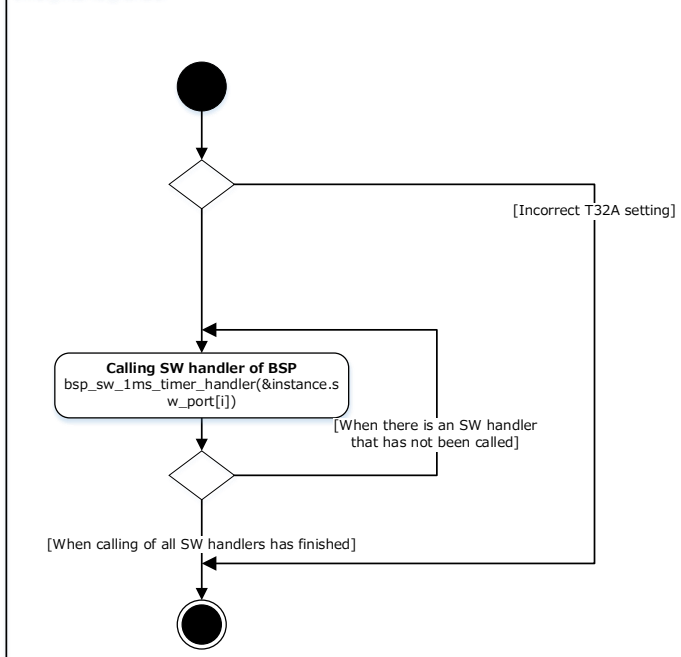 [Incorrect T32A setting]
Calling SW handler of BSP
bsp_sw_1ms_timer_handler(&instance.s
w_port[i])
[When there is an SW handler
that has not been called]
[When calling of all SW handlers has finished]